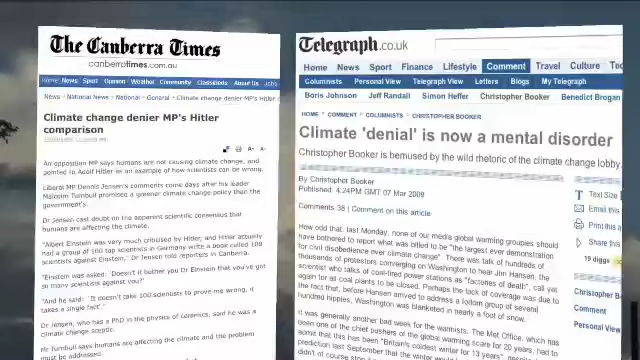 The Canberra Times
canberratimes.com.au
Home News Sport Opinion Weather Community Classifieds About Us Jobs
News › National News › National › General › Climate change denier MP's Hitler c
Climate change denier MP's Hitler
comparison
An opposition MP says humans are not causing climate change, and
pointed to Adolf Hitler as an example of how scientists can be wrong.
Liberal MP Dennis Jensen's comments come days after his leader
Malcolm Turnbull promised a greener climate-change policy than the
government's.
Dr Jensen cast doubt on the apparent scientific consensus that
humans are affecting the climate.
"Albert Einstein was very much criticised by Hitler; and Hitler actually
had a group of 100 top scientists in Germany write a book called 100
scientists against Einstein," Dr Jensen told reporters in Canberra.
"Einstein was asked: 'Doesn't it bother you Dr Einstein that you've got
so many scientists against you?'
"And he said: 'It doesn't take 100 scientists to prove me wrong, it
takes a single fact'."
Dr Jensen, who has a PhD in the physics of ceramics, said he was a
climate change sceptic.
Mr Turnbull says humans are affecting the climate and the problem
must be addressed.
Telegraph.co.uk
Home News Sport Finance Lifestyle Comment Travel Culture Tec
Columnists Personal View Telegraph View Letters Blogs My Telegraph
Boris Johnson Jeff Randall Simon Heffer Christopher Booker Benedict Brogan
HOME › COMMENT › COLUMNISTS › CHRISTOPHER BOOKER
Climate 'denial' is now a mental disorder
Christopher Booker is bemused by the wild rhetoric of the climate change lobby.
By Christopher Booker
Published: 4:24PM GMT 07 Mar 2009
Comments 36 | Comment on this article
Text Size
Email this
Print this
Share this
19 diggs
How odd that, last Monday, none of our media global warming groupies should
have bothered to report what was billed to be "the largest ever demonstration
for civil disobedience over climate change". There was talk of hundreds of
thousands of protestors converging on Washington to hear Jim Hansen, the
scientist who talks of coal-fired power stations as "factories of death", call yet
again for all coal plants to be closed. Perhaps the lack of coverage was due to
the fact that, before Hansen arrived to address a forlorn group of several
hundred hippies, Washington was blanketed in nearly a foot of snow.
Christopher B
Comment
Personal View
It was generally another bad week for the warmists. The Met Office, which has
been one of the chief pushers of the global warming scare for 20 years, had to
admit that this has been "Britain's coldest winter for 13 years", despite
prediction last September that the winter would
didn't of course stop